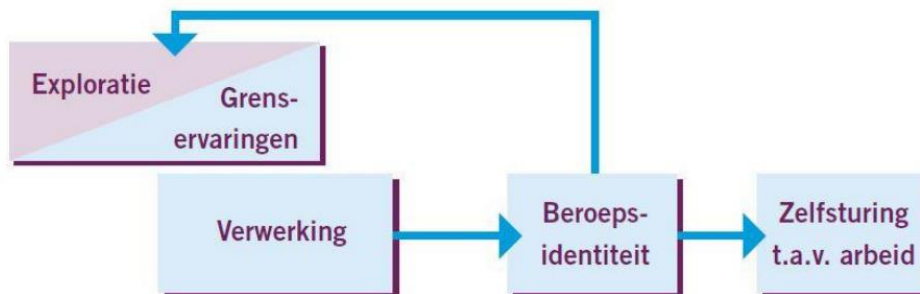 Exploratie
Grens-
ervaringen
Verwerking
Beroeps-
identiteit
Zelfsturing
t.a.v. arbeid